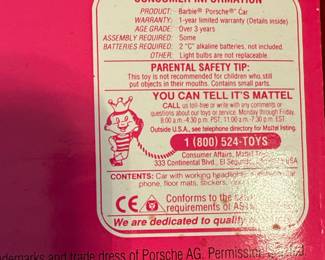 CONSUMER INFORMATION
PRODUCT: Barbie® Porsche® Car
WARRANTY: 1-year limited warranty (Details inside)
AGE GRADE: Over 3 years
ASSEMBLY REQUIRED: Some
BATTERIES REQUIRED: 2 "C" alkaline batteries, not included.
OTHER: Light bulbs are not replaceable
PARENTAL SAFETY TIP:
This toy is not recommended for children who still
put objects in their mouths. Contains small parts.
YOU CAN TELL IT'S MATTEL
CALL us toll-free or write with any comments or
questions about our toys or service. Monday through Friday,
8:00 a.m.-4:30 p.m. PST; 11:00 a.m.-7:30 p.m. EST.
Outside U.S.A., see telephone directory for Mattel listing.
1 (800) 524-TOYS
Consumer Affairs, Mattel
333 Continental Blvd., El Segundo, USA
CONTENTS: Car with working headlights,
phone, floor mats, stickers,
CE Conforms to the safety
requirements of
We are dedicated to quality
trademarks and trade dress of Porsche AG. Permission